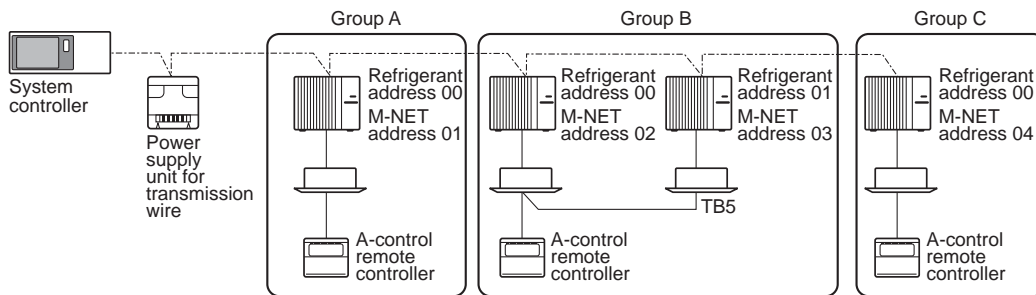 Group A
Group B
Group C
System
controller
Power
supply
unit for
transmission
wire
Refrigerant
address 00
M-NET
address 01
Refrigerant
address 00
M-NET
address 02
Refrigerant
address 01
M-NET
address 03
Refrigerant
address 00
M-NET
address 04
TB5
A-control
remote
controller
A-control
remote
controller
A-control
remote
controller